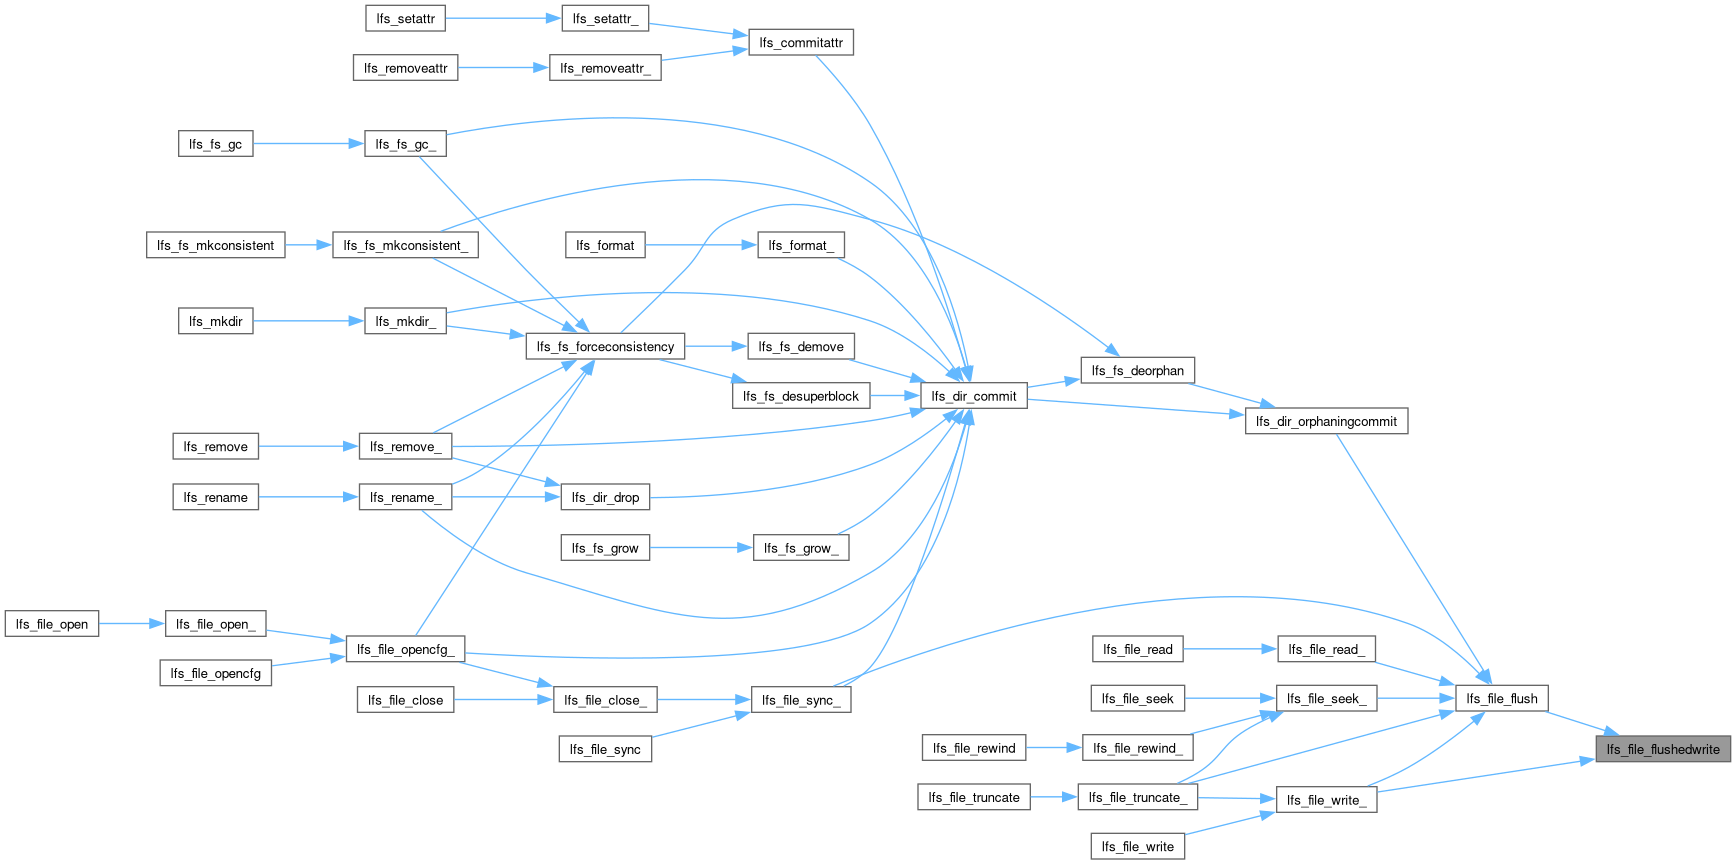 lfs_setattr
lfs_setattr_
lfs_commitattr
lfs_removeattr
lfs_removeattr_
lfs_fs_gc
lfs_fs_gc_
lfs_fs_mkconsistent
lfs_fs_mkconsistent_
lfs_format
lfs_format_
lfs_mkdir
lfs_mkdir_
lfs_fs_forceconsistency
lfs_fs_demove
lfs_fs_deorphan
lfs_fs_desuperblock
lfs_dir_commit
lfs_dir_orphaningcommit
lfs_remove
lfs_remove_
lfs_rename
lfs_rename_
lfs_dir_drop
lfs_fs_grow
lfs_fs_grow_
lfs_file_open
lfs_file_open_
lfs_file_opencfg_
lfs_file_opencfg
lfs_file_read
lfs_file_read_
lfs_file_close
lfs_file_close_
lfs_file_sync_
lfs_file_seek
lfs_file_seek_
lfs_file_flush
lfs_file_sync
lfs_file_rewind
lfs_file_rewind_
lfs_file_flushedwrite
lfs_file_truncate
lfs_file_truncate_
lfs_file_write_
lfs_file_write